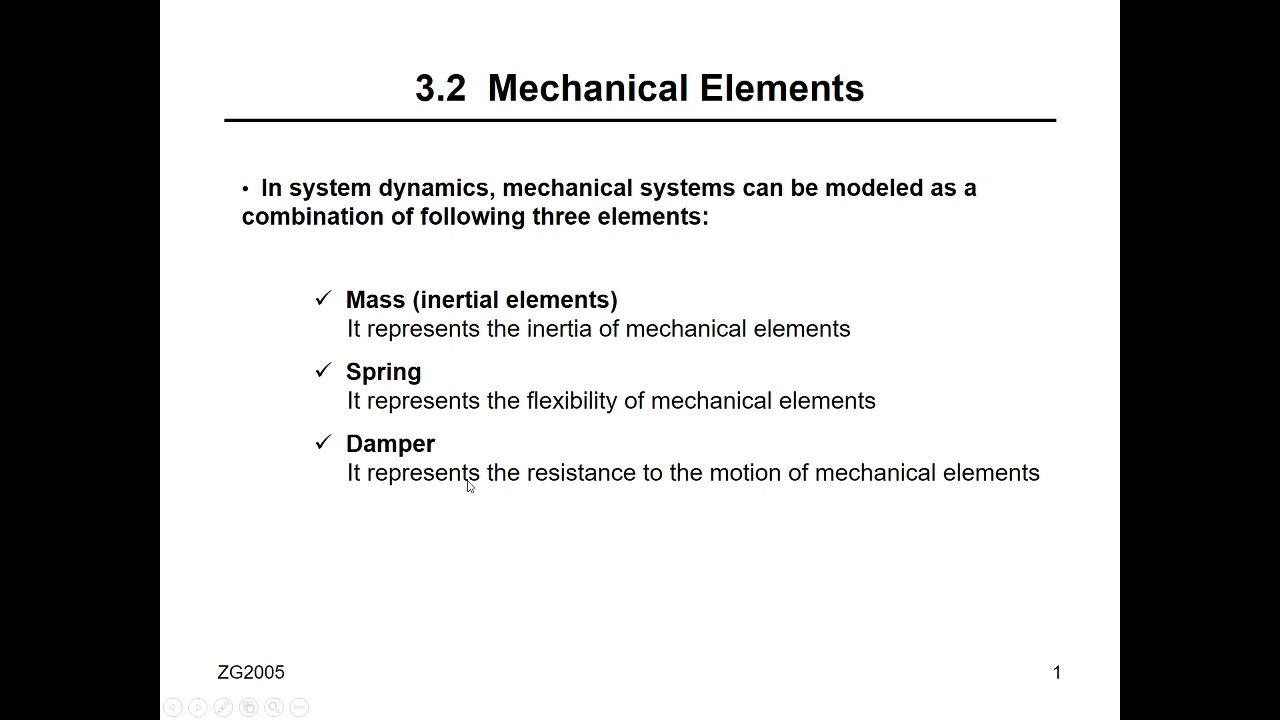 3.2 Mechanical Elements
• In system dynamics, mechanical systems can be modeled as a
combination of following three elements:
✓ Mass (inertial elements)
It represents the inertia of mechanical elements
✓ Spring
It represents the flexibility of mechanical elements
✓ Damper
It represents the resistance to the motion of mechanical elements
ZG2005
1